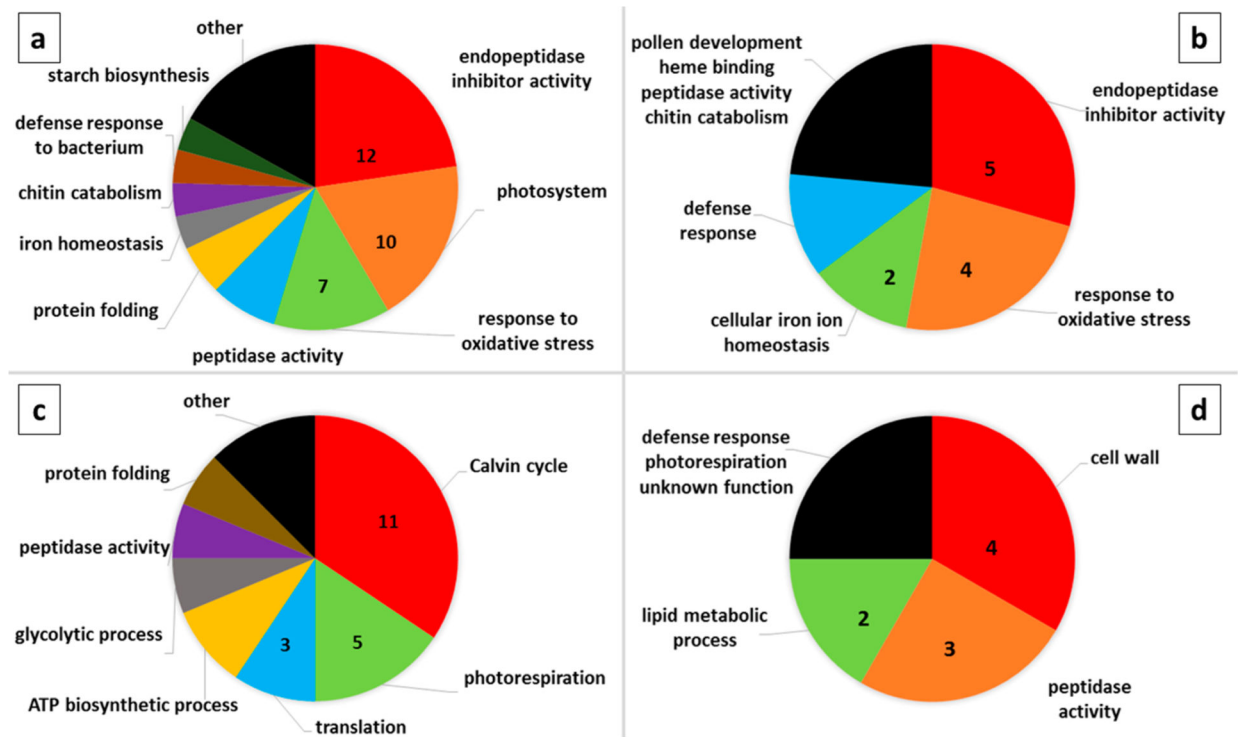 a
other
starch biosynthesis
defense response
to bacterium
chitin catabolism
iron homeostasis
protein folding
peptidase activity
endopeptidase
inhibitor activity
photosystem
response to
oxidative stress
12
10
7
b
pollen development
heme binding
peptidase activity
chitin catabolism
defense
response
cellular iron ion
homeostasis
endopeptidase
inhibitor activity
response to
oxidative stress
5
4
2
c
other
protein folding
peptidase activity
glycolytic process
ATP biosynthetic process
translation
Calvin cycle
photorespiration
11
5
3
d
defense response
photorespiration
unknown function
lipid metabolic
process
cell wall
peptidase
activity
4
3
2